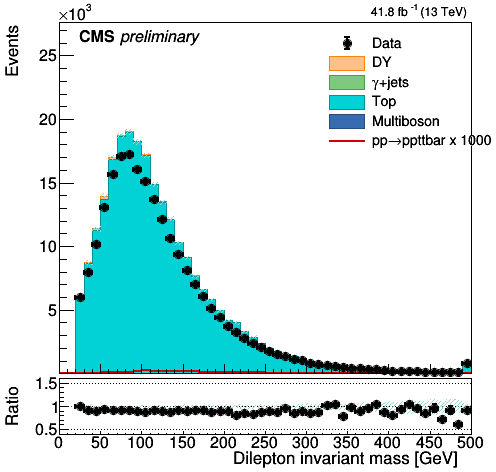 ×10³
41.8 fb⁻¹ (13 TeV)
CMS preliminary
Events
Data
DY
γ+jets
Top
Multiboson
pp→ppttbar x 1000
25
20
15
10
5
Ratio
1.5
1
0.5
0 50 100 150 200 250 300 350 400 450 500
Dilepton invariant mass [GeV]